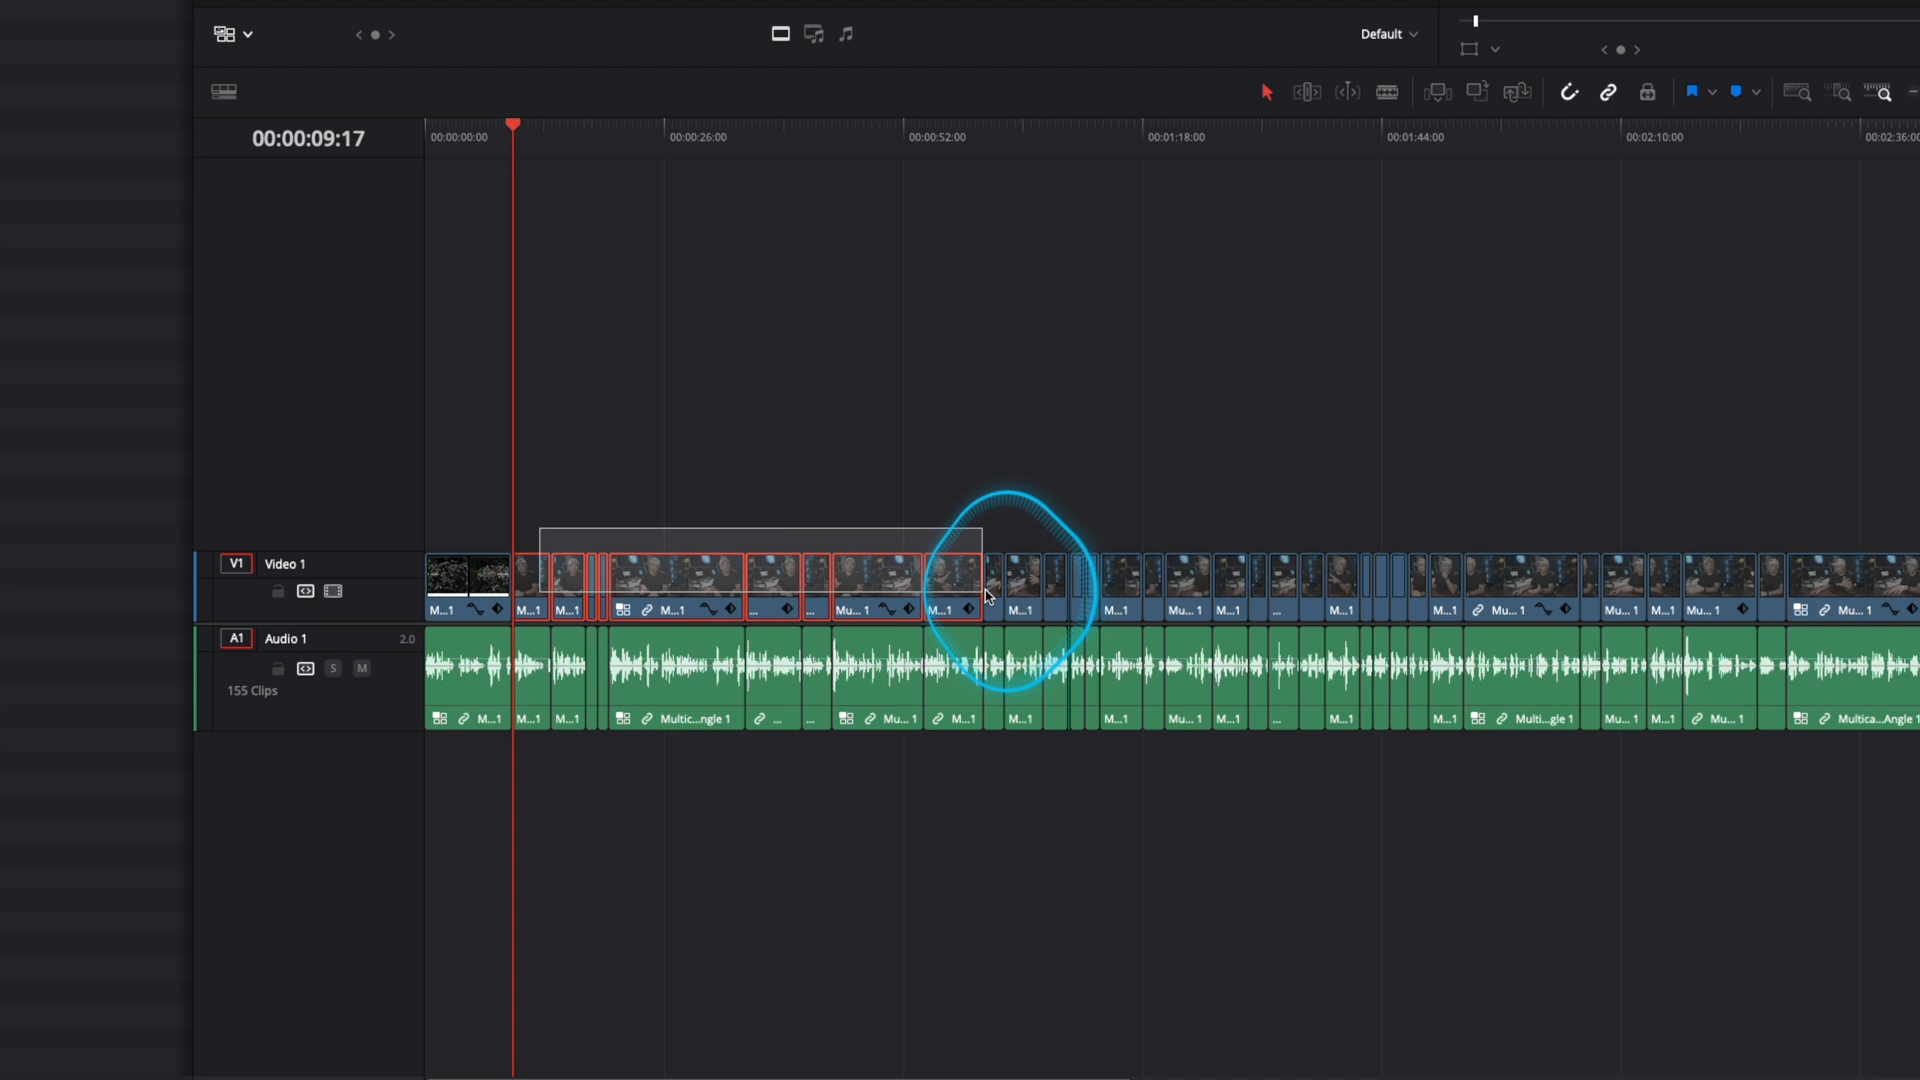 Default
00:00:09:17
00:00:00:00
00:00:26:00
00:00:52:00
00:01:18:00
00:01:44:00
00:02:10:00
00:02:36:00
V1
Video 1
M...1
M...1
M...1
M...1
...
...
Mu... 1
M...1
M...1
M...1
Mu... 1
M...1
...
M...1
M...1
Mu... 1
Mu... 1
M...1
Mu... 1
Mu... 1
A1
Audio 1
2.0
S
M
155 Clips
M...1
M...1
M...1
Multic...ngle 1
...
...
Mu... 1
M...1
M...1
M...1
Mu... 1
M...1
...
M...1
M...1
Multi...gle 1
Mu... 1
M...1
Mu... 1
Multica...Angle 1